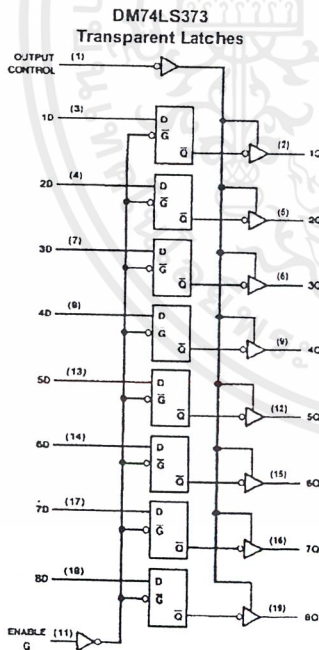 DM74LS373
Transparent Latches
OUTPUT CONTROL (1)
1D (3) D G Q (2) 1Q
2D (4) D G Q (5) 2Q
3D (7) D G Q (6) 3Q
4D (8) D G Q (9) 4Q
5D (13) D G Q (12) 5Q
6D (14) D G Q (15) 6Q
7D (17) D G Q (16) 7Q
8D (18) D G Q (19) 8Q
ENABLE G (11)